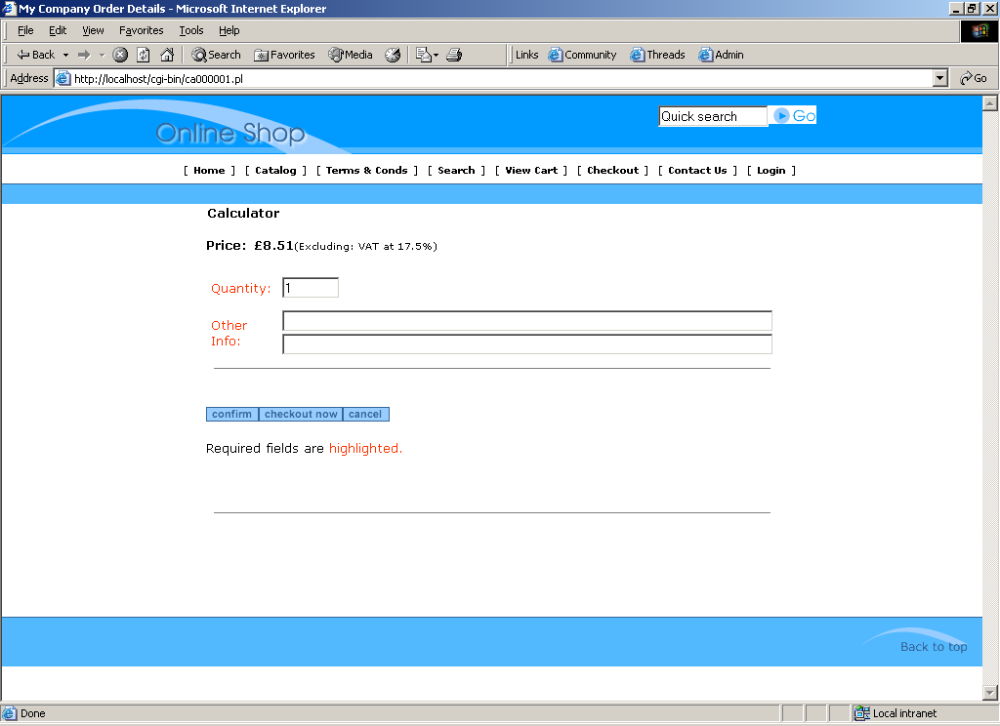 My Company Order Details - Microsoft Internet Explorer
File Edit View Favorites Tools Help
Back Search Favorites Media Links Community Threads Admin
Address http://localhost/cgi-bin/ca000001.pl Go
Online Shop Quick search Go
[ Home ] [ Catalog ] [ Terms & Conds ] [ Search ] [ View Cart ] [ Checkout ] [ Contact Us ] [ Login ]
Calculator
Price: £8.51(Excluding: VAT at 17.5%)
Quantity: 1
Other
Info:
confirm checkout now cancel
Required fields are highlighted.
Back to top
Done Local intranet